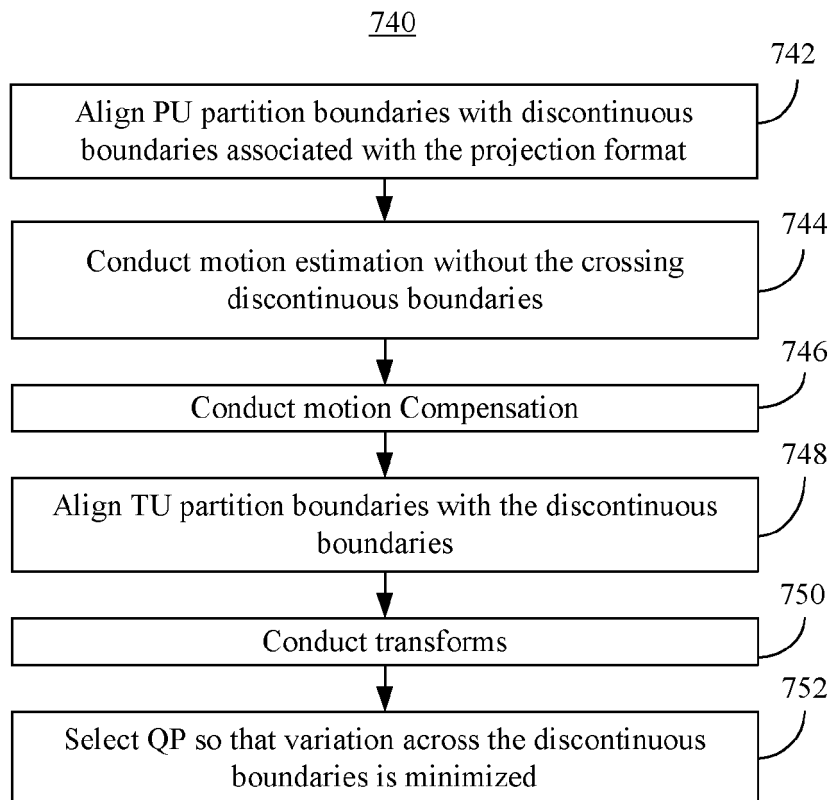 740
742
Align PU partition boundaries with discontinuous
boundaries associated with the projection format
744
Conduct motion estimation without the crossing
discontinuous boundaries
746
Conduct motion Compensation
748
Align TU partition boundaries with the discontinuous
boundaries
750
Conduct transforms
752
Select QP so that variation across the discontinuous
boundaries is minimized